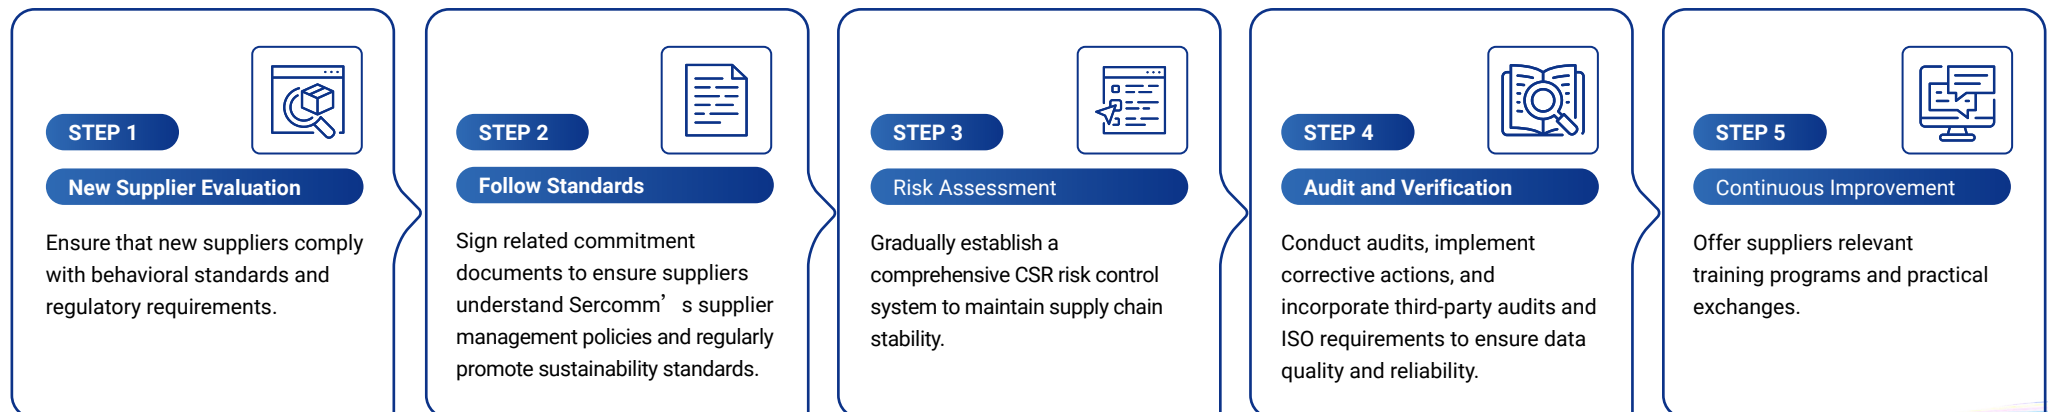 STEP 1
New Supplier Evaluation
Ensure that new suppliers comply
with behavioral standards and
regulatory requirements.
STEP 2
Follow Standards
Sign related commitment
documents to ensure suppliers
understand Sercomm’ s supplier
management policies and regularly
promote sustainability standards.
STEP 3
Risk Assessment
Gradually establish a
comprehensive CSR risk control
system to maintain supply chain
stability.
STEP 4
Audit and Verification
Conduct audits, implement
corrective actions, and
incorporate third-party audits and
ISO requirements to ensure data
quality and reliability.
STEP 5
Continuous Improvement
Offer suppliers relevant
training programs and practical
exchanges.